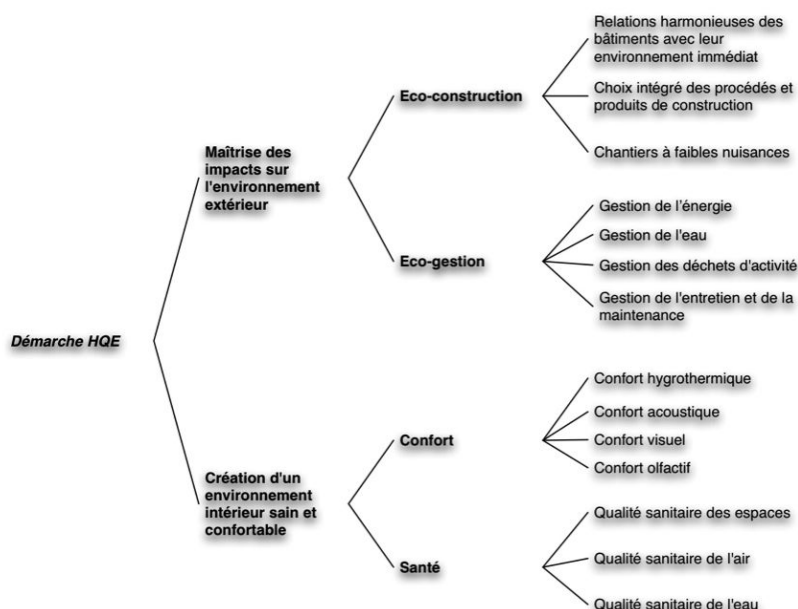 Relations harmonieuses des
bâtiments avec leur
environnement immédiat
Eco-construction
Choix intégré des procédés et
produits de construction
Chantiers à faibles nuisances
Maîtrise des
impacts sur
l'environnement
extérieur
Gestion de l'énergie
Gestion de l'eau
Eco-gestion
Gestion des déchets d'activité
Gestion de l'entretien et de la
maintenance
Démarche HQE
Confort hygrothermique
Confort acoustique
Confort
Confort visuel
Confort olfactif
Création d'un
environnement
intérieur sain et
confortable
Qualité sanitaire des espaces
Santé
Qualité sanitaire de l'air
Qualité sanitaire de l'eau